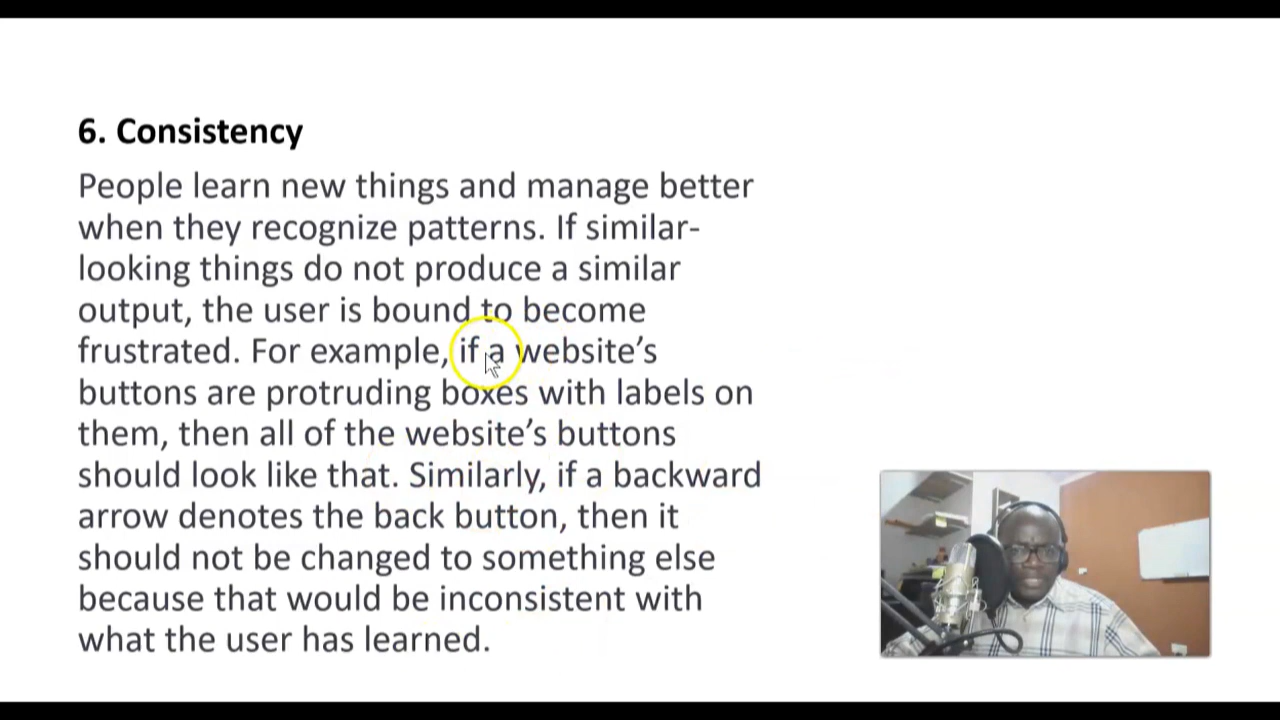 6. Consistency
People learn new things and manage better
when they recognize patterns. If similar-
looking things do not produce a similar
output, the user is bound to become
frustrated. For example, if a website’s
buttons are protruding boxes with labels on
them, then all of the website’s buttons
should look like that. Similarly, if a backward
arrow denotes the back button, then it
should not be changed to something else
because that would be inconsistent with
what the user has learned.